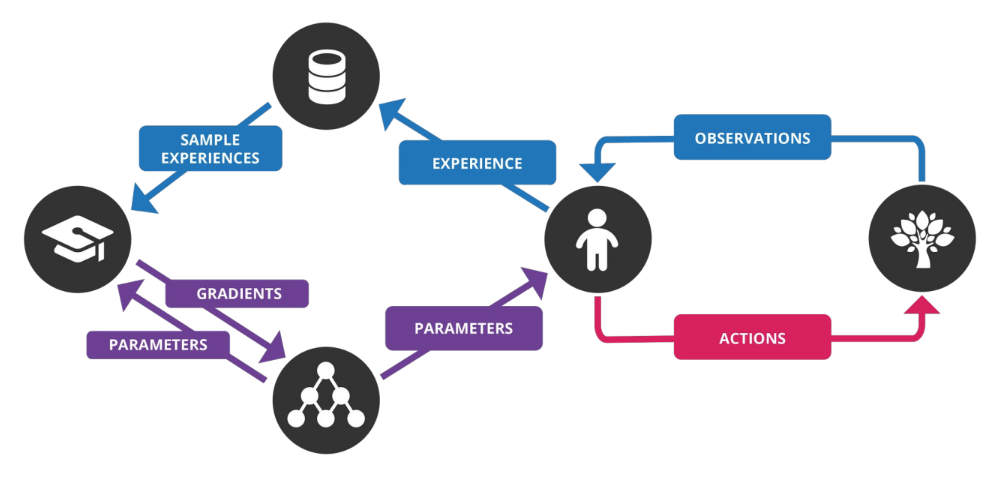 SAMPLE
EXPERIENCES
EXPERIENCE
OBSERVATIONS
GRADIENTS
PARAMETERS
PARAMETERS
ACTIONS